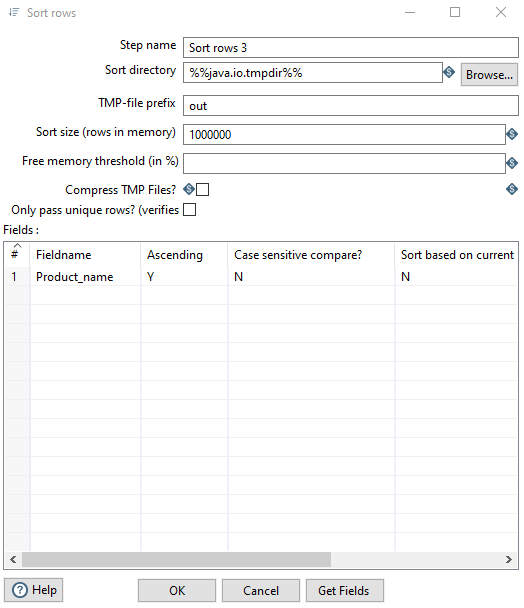 Sort rows
Step name Sort rows 3
Sort directory %%java.io.tmpdir%% Browse...
TMP-file prefix out
Sort size (rows in memory) 1000000
Free memory threshold (in %)
Compress TMP Files?
Only pass unique rows? (verifies
Fields :
# Fieldname Ascending Case sensitive compare? Sort based on current
1 Product_name Y N N
Help OK Cancel Get Fields